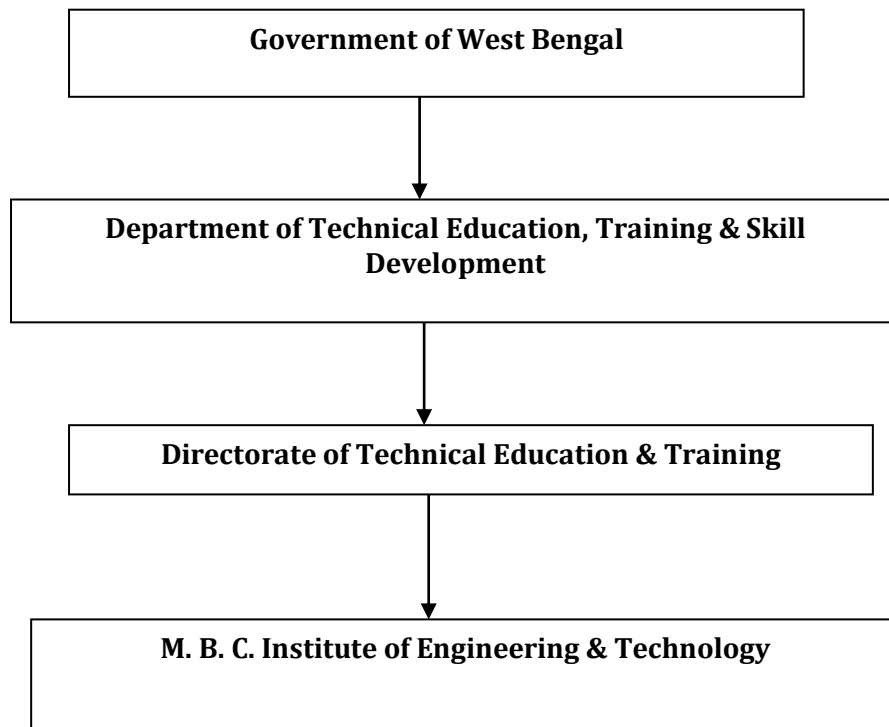 Government of West Bengal
Department of Technical Education, Training & Skill
Development
Directorate of Technical Education & Training
M. B. C. Institute of Engineering & Technology